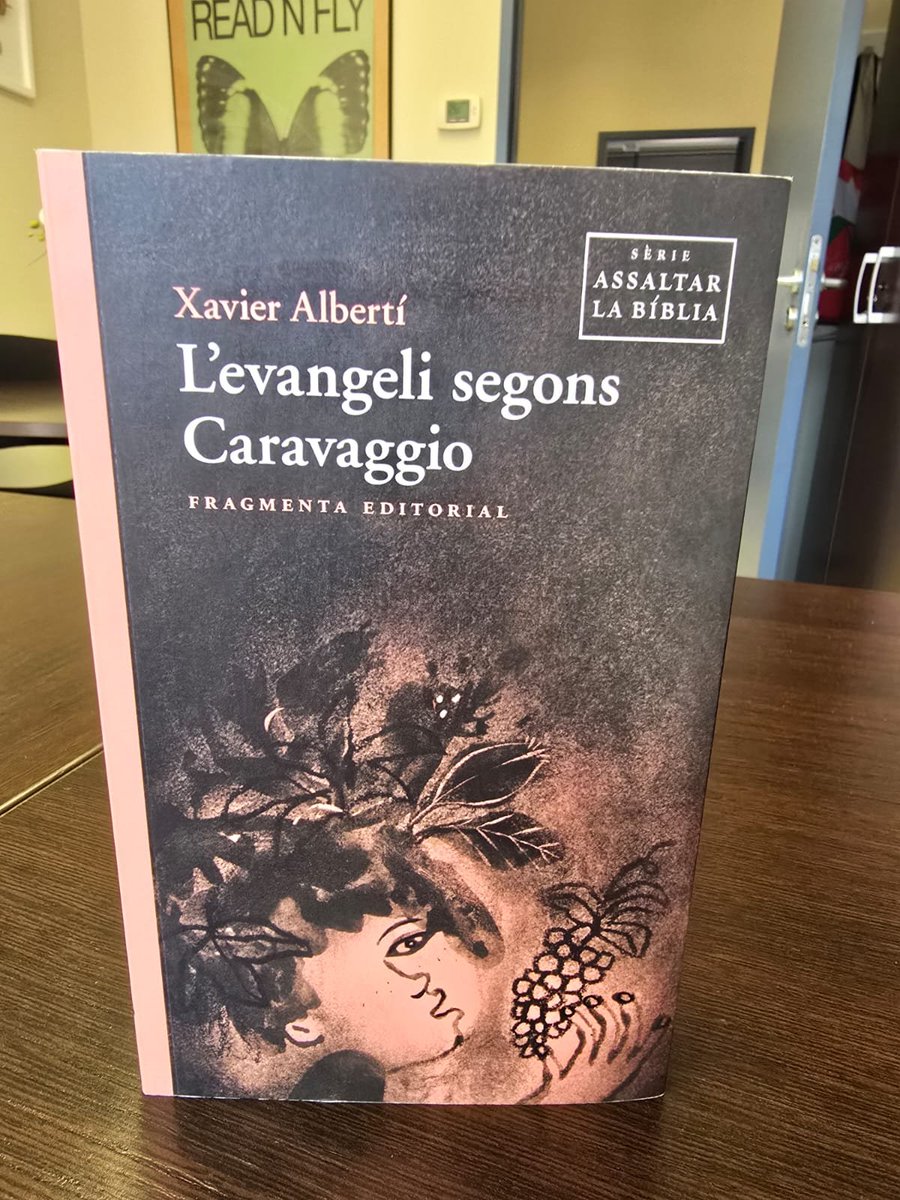 READ N FLY
SÈRIE
ASSALTAR
LA BÍBLIA
Xavier Albertí
L'evangeli segons
Caravaggio
FRAGMENTA EDITORIAL